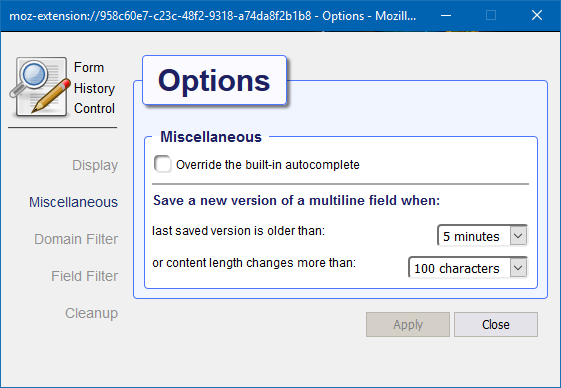 moz-extension://958c60e7-c23c-48f2-9318-a74da8f2b1b8 - Options - Mozill...
Form
History
Control
Display
Miscellaneous
Domain Filter
Field Filter
Cleanup
Options
Miscellaneous
Override the built-in autocomplete
Save a new version of a multiline field when:
last saved version is older than: 5 minutes
or content length changes more than: 100 characters
Apply Close